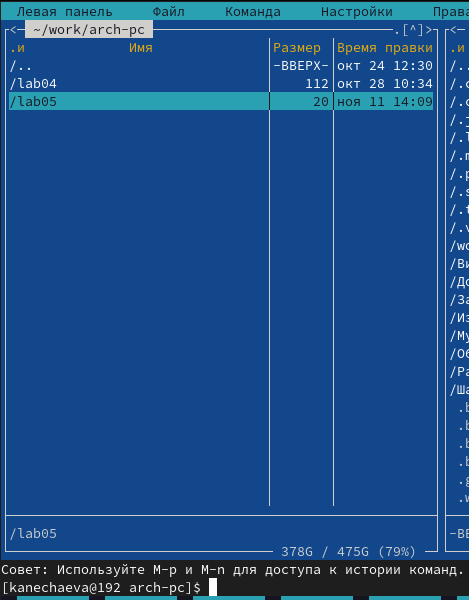 Левая панель Файл Команда Настройки Права
<- ~/work/arch-pc .[^]> <-
.и Имя Размер Время правки .и
/.. -ВВЕРХ- окт 24 12:30 /..
/lab04 112 окт 28 10:34 /.c
/lab05 20 ноя 11 14:09 /.c
/.j
/.l
/.m
/.p
/.s
/.t
/.v
/wo
/Ви
/До
/За
/Из
/Му
/Об
/Ра
/Ша
.b
.b
.b
.b
.g
.w
/lab05 -ВВ
378G / 475G (79%)
Совет: Используйте M-p и M-n для доступа к истории команд.
[kanechaeva@192 arch-pc]$